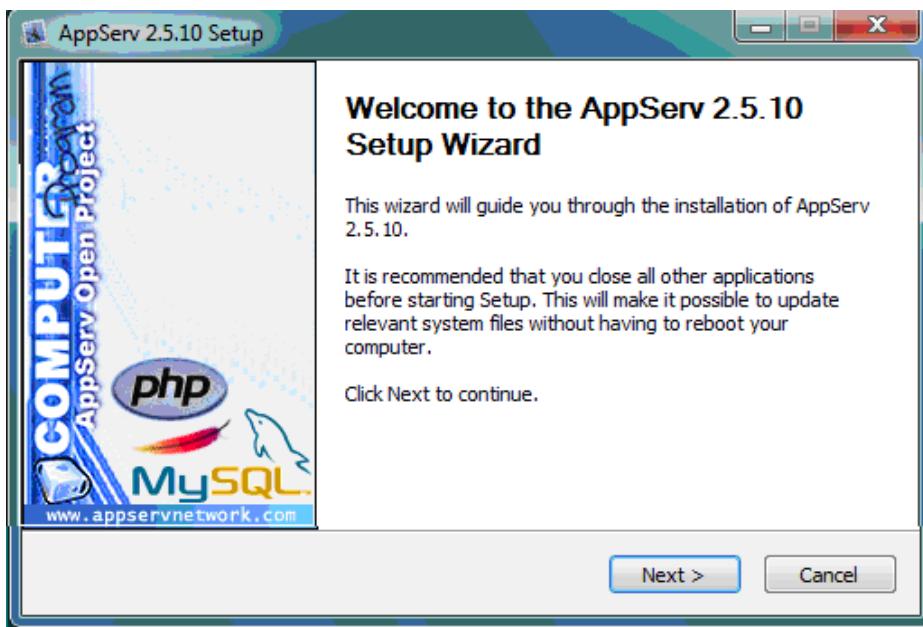 AppServ 2.5.10 Setup
COMPUTER
Program
AppServ Open Project
php
MySQL
www.appservnetwork.com
Welcome to the AppServ 2.5.10
Setup Wizard
This wizard will guide you through the installation of AppServ
2.5.10.
It is recommended that you close all other applications
before starting Setup. This will make it possible to update
relevant system files without having to reboot your
computer.
Click Next to continue.
Next >
Cancel